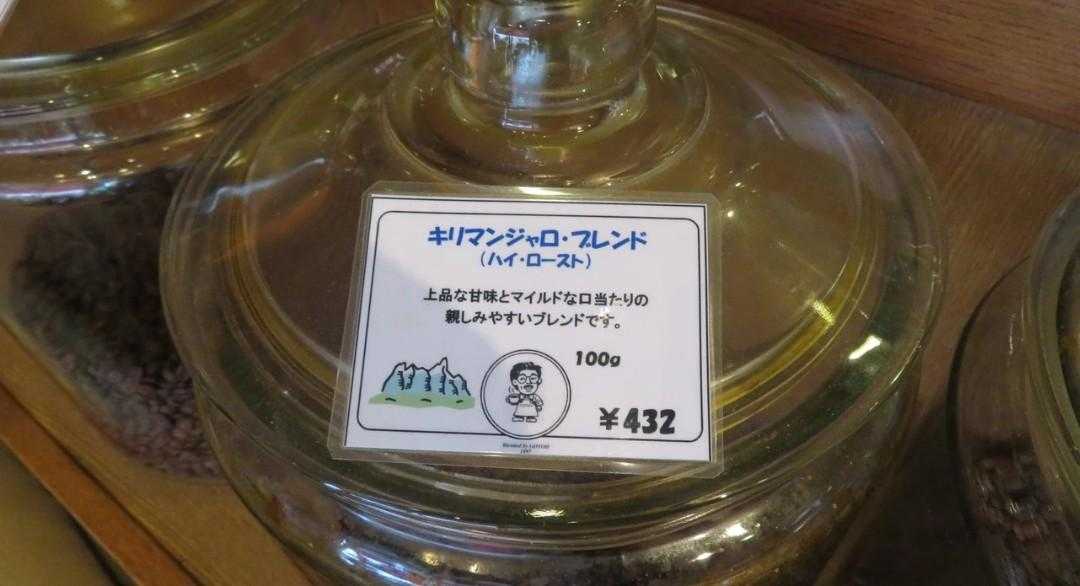 キリマンジャロ・ブレンド
（ハイ・ロースト）
上品な甘味とマイルドな口当たりの
親しみやすいブレンドです。
100g
￥432